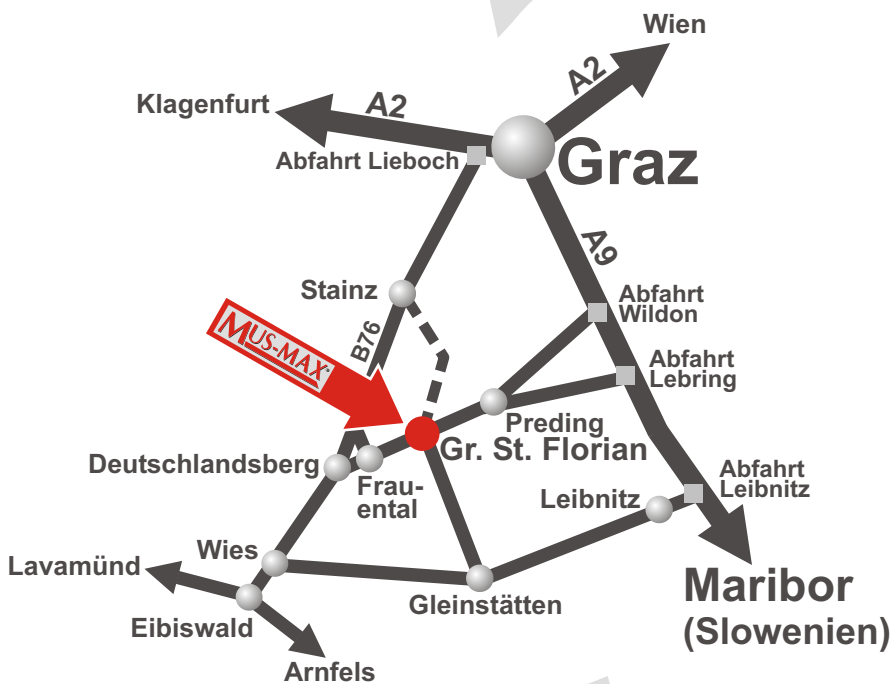 Wien
A2
Klagenfurt
A2
Abfahrt Lieboch
Graz
A9
Stainz
Abfahrt
Wildon
MUS-MAX®
B76
Abfahrt
Lebring
Preding
Gr. St. Florian
Deutschlandsberg
Frau-
ental
Abfahrt
Leibnitz
Leibnitz
Wies
Lavamünd
Gleinstätten
Maribor
(Slowenien)
Eibiswald
Arnfels